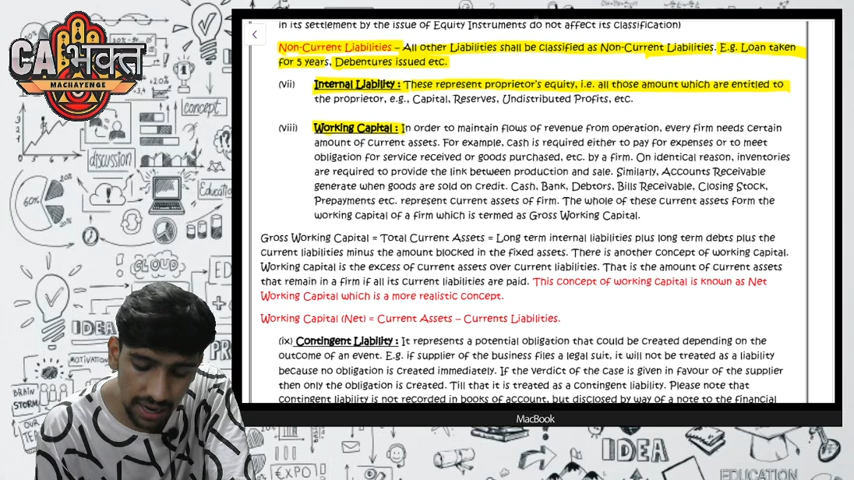 CA भक्त
MACHAYENGE
in its settlement by the issue of Equity Instruments do not affect its classification)
Non-Current Liabilities – All other Liabilities shall be classified as Non-Current Liabilities. E.g. Loan taken
for 5 years, Debentures issued etc.
(vii) Internal Liability : These represent proprietor's equity, i.e. all those amount which are entitled to
the proprietor, e.g., Capital, Reserves, Undistributed Profits, etc.
(viii) Working Capital : In order to maintain flows of revenue from operation, every firm needs certain
amount of current assets. For example, cash is required either to pay for expenses or to meet
obligation for service received or goods purchased, etc. by a firm. On identical reason, inventories
are required to provide the link between production and sale. Similarly, Accounts Receivable
generate when goods are sold on credit. Cash, Bank, Debtors, Bills Receivable, Closing Stock,
Prepayments etc. represent current assets of firm. The whole of these current assets form the
working capital of a firm which is termed as Gross Working Capital.
Gross Working Capital = Total Current Assets = Long term internal liabilities plus long term debts plus the
current liabilities minus the amount blocked in the fixed assets. There is another concept of working capital.
Working capital is the excess of current assets over current liabilities. That is the amount of current assets
that remain in a firm if all its current liabilities are paid. This concept of working capital is known as Net
Working Capital which is a more realistic concept.
Working Capital (Net) = Current Assets – Currents Liabilities.
(ix) Contingent Liability : It represents a potential obligation that could be created depending on the
outcome of an event. E.g. if supplier of the business files a legal suit, it will not be treated as a liability
because no obligation is created immediately. If the verdict of the case is given in favour of the supplier
then only the obligation is created. Till that it is treated as a contingent liability. Please note that
contingent liability is not recorded in books of account, but disclosed by way of a note to the financial
MacBook
concept
discussion
60%
20%
CLOUD
IDEA
MOTIVATION
BRAIN
STORM
OUR
EXPO
IDEA
EDUCATION